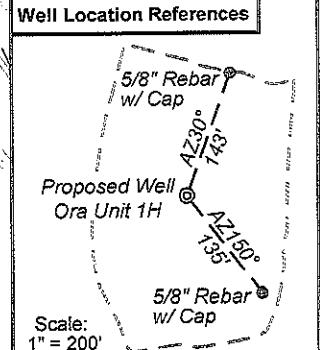 Well Location References
5/8" Rebar
w/ Cap
AZ30°
143'
Proposed Well
Ora Unit 1H
AZ150°
135'
5/8" Rebar
w/ Cap
Scale:
1" = 200'